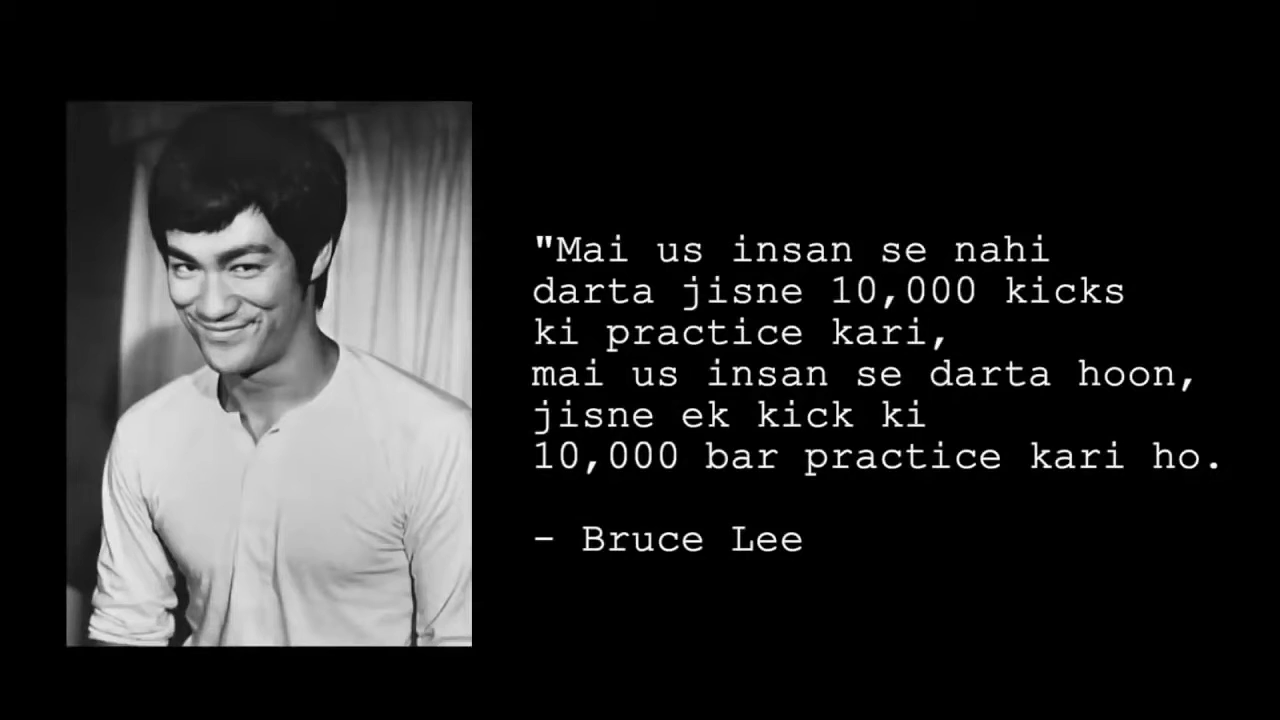 "Mai us insan se nahi
darta jisne 10,000 kicks
ki practice kari,
mai us insan se darta hoon,
jisne ek kick ki
10,000 bar practice kari ho.
- Bruce Lee